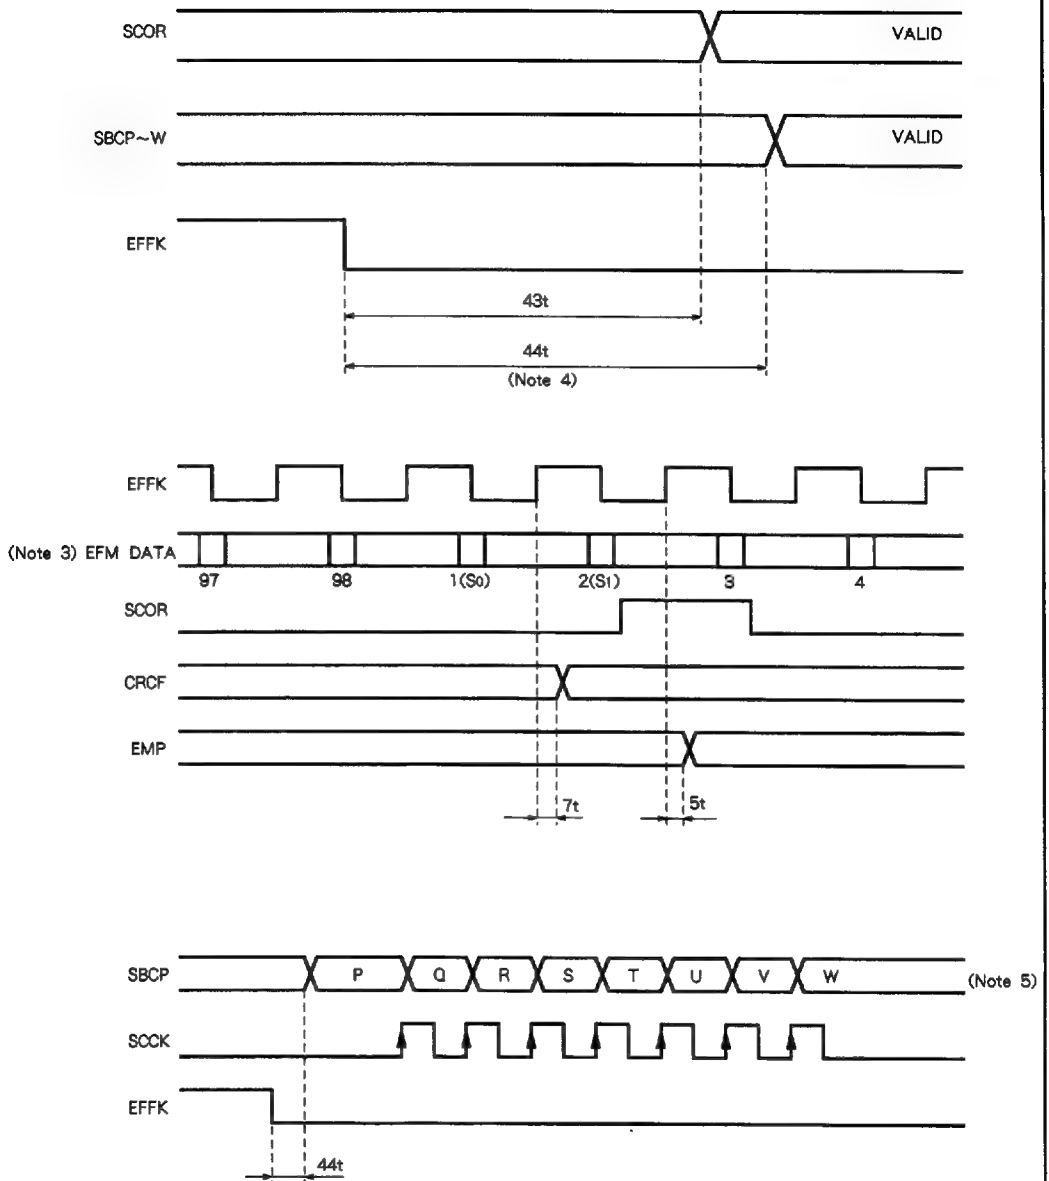 SCOR VALID
SBCP~W VALID
EFFK
43t
44t
(Note 4)
EFFK
(Note 3) EFM DATA
97 98 1(S0) 2(S1) 3 4
SCOR
CRCF
EMP
7t 5t
SBCP P Q R S T U V W (Note 5)
SCCK
EFFK
44t